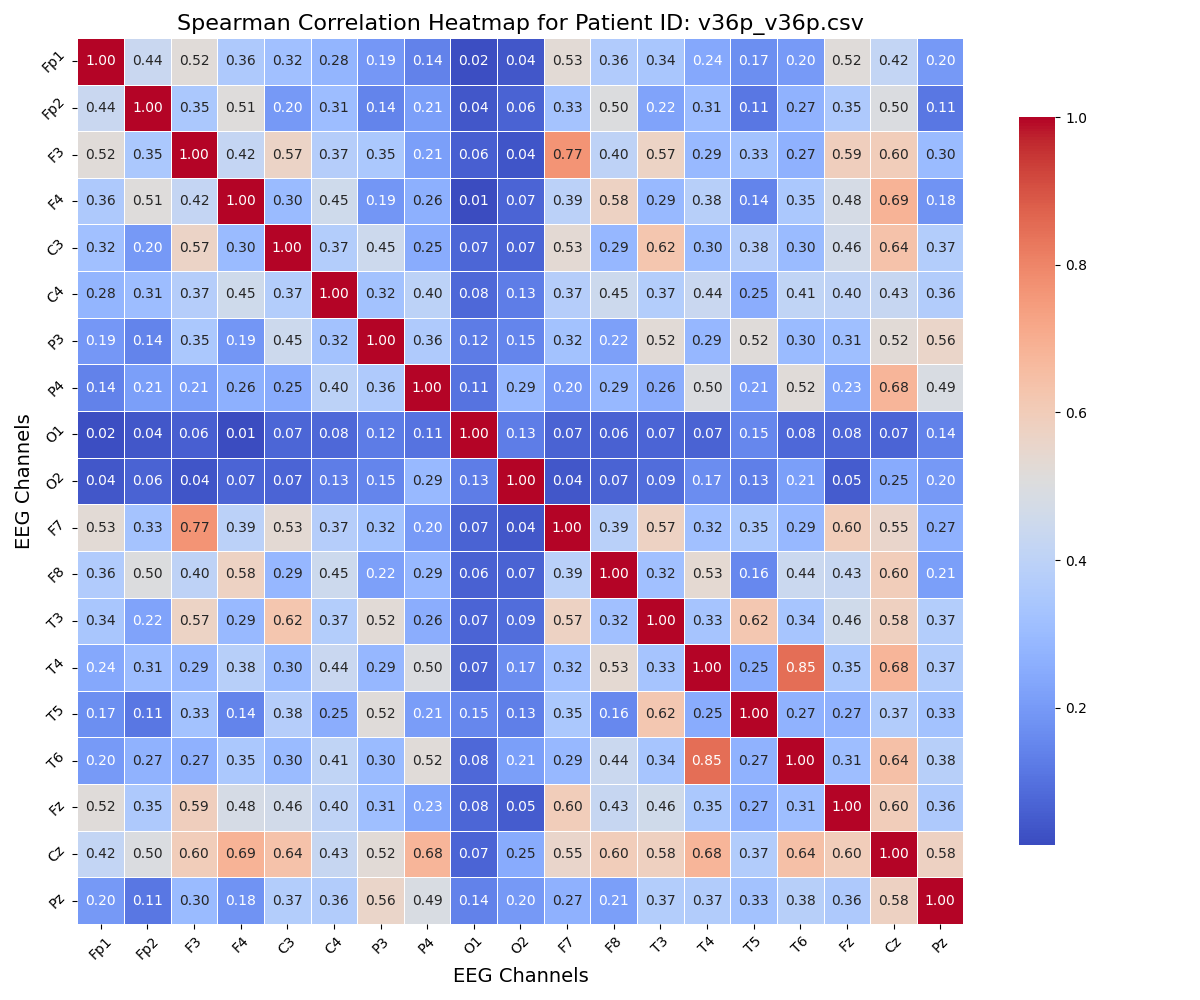 Spearman Correlation Heatmap for Patient ID: v36p_v36p.csv
Fp1 1.00 0.44 0.52 0.36 0.32 0.28 0.19 0.14 0.02 0.04 0.53 0.36 0.34 0.24 0.17 0.20 0.52 0.42 0.20
Fp2 0.44 1.00 0.35 0.51 0.20 0.31 0.14 0.21 0.04 0.06 0.33 0.50 0.22 0.31 0.11 0.27 0.35 0.50 0.11
F3 0.52 0.35 1.00 0.42 0.57 0.37 0.35 0.21 0.06 0.04 0.77 0.40 0.57 0.29 0.33 0.27 0.59 0.60 0.30
F4 0.36 0.51 0.42 1.00 0.30 0.45 0.19 0.26 0.01 0.07 0.39 0.58 0.29 0.38 0.14 0.35 0.48 0.69 0.18
C3 0.32 0.20 0.57 0.30 1.00 0.37 0.45 0.25 0.07 0.07 0.53 0.29 0.62 0.30 0.38 0.30 0.46 0.64 0.37
C4 0.28 0.31 0.37 0.45 0.37 1.00 0.32 0.40 0.08 0.13 0.37 0.45 0.37 0.44 0.25 0.41 0.40 0.43 0.36
P3 0.19 0.14 0.35 0.19 0.45 0.32 1.00 0.36 0.12 0.15 0.32 0.22 0.52 0.29 0.52 0.30 0.31 0.52 0.56
P4 0.14 0.21 0.21 0.26 0.25 0.40 0.36 1.00 0.11 0.29 0.20 0.29 0.26 0.50 0.21 0.52 0.23 0.68 0.49
O1 0.02 0.04 0.06 0.01 0.07 0.08 0.12 0.11 1.00 0.13 0.07 0.06 0.07 0.07 0.15 0.08 0.08 0.07 0.14
O2 0.04 0.06 0.04 0.07 0.07 0.13 0.15 0.29 0.13 1.00 0.04 0.07 0.09 0.17 0.13 0.21 0.05 0.25 0.20
F7 0.53 0.33 0.77 0.39 0.53 0.37 0.32 0.20 0.07 0.04 1.00 0.39 0.57 0.32 0.35 0.29 0.60 0.55 0.27
F8 0.36 0.50 0.40 0.58 0.29 0.45 0.22 0.29 0.06 0.07 0.39 1.00 0.32 0.53 0.16 0.44 0.43 0.60 0.21
T3 0.34 0.22 0.57 0.29 0.62 0.37 0.52 0.26 0.07 0.09 0.57 0.32 1.00 0.33 0.62 0.34 0.46 0.58 0.37
T4 0.24 0.31 0.29 0.38 0.30 0.44 0.29 0.50 0.07 0.17 0.32 0.53 0.33 1.00 0.25 0.85 0.35 0.68 0.37
T5 0.17 0.11 0.33 0.14 0.38 0.25 0.52 0.21 0.15 0.13 0.35 0.16 0.62 0.25 1.00 0.27 0.27 0.37 0.33
T6 0.20 0.27 0.27 0.35 0.30 0.41 0.30 0.52 0.08 0.21 0.29 0.44 0.34 0.85 0.27 1.00 0.31 0.64 0.38
Fz 0.52 0.35 0.59 0.48 0.46 0.40 0.31 0.23 0.08 0.05 0.60 0.43 0.46 0.35 0.27 0.31 1.00 0.60 0.36
Cz 0.42 0.50 0.60 0.69 0.64 0.43 0.52 0.68 0.07 0.25 0.55 0.60 0.58 0.68 0.37 0.64 0.60 1.00 0.58
Pz 0.20 0.11 0.30 0.18 0.37 0.36 0.56 0.49 0.14 0.20 0.27 0.21 0.37 0.37 0.33 0.38 0.36 0.58 1.00
Fp1 Fp2 F3 F4 C3 C4 P3 P4 O1 O2 F7 F8 T3 T4 T5 T6 Fz Cz Pz
EEG Channels
EEG Channels
1.0
0.8
0.6
0.4
0.2